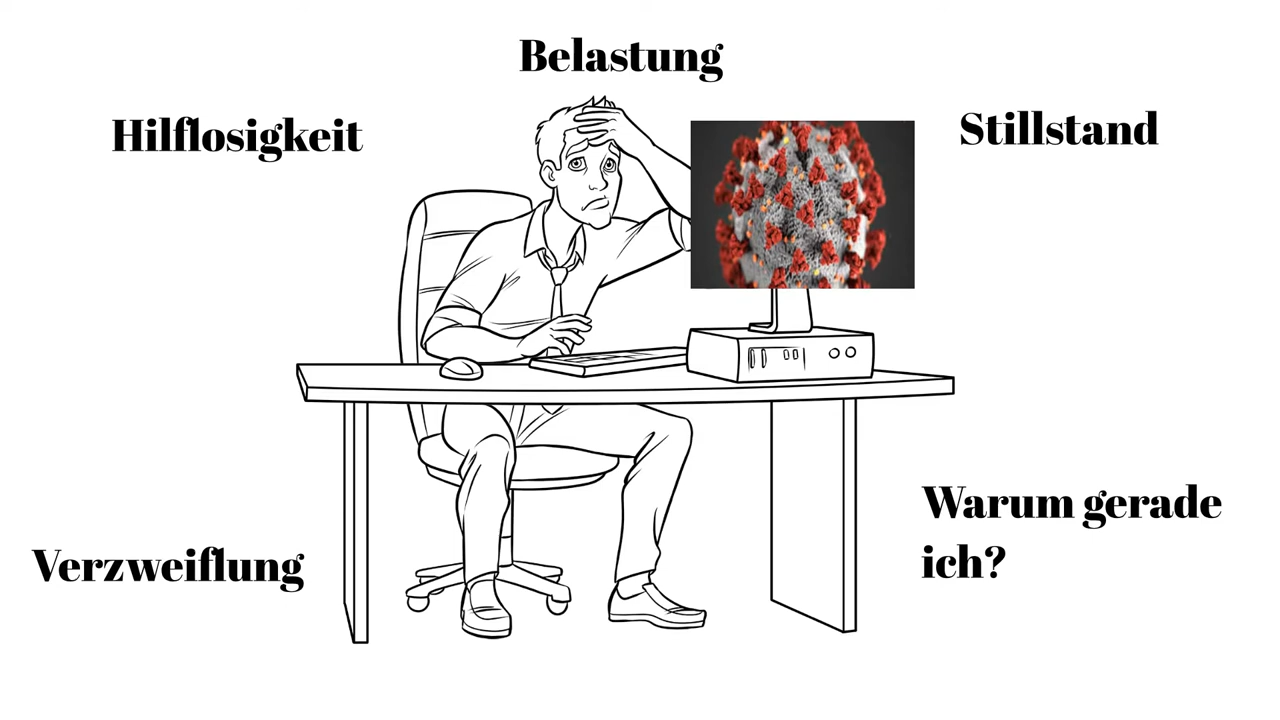 Belastung
Hilflosigkeit
Stillstand
Warum gerade
ich?
Verzweiflung